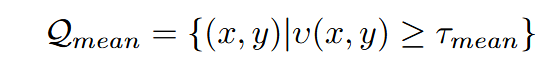 𝒬_{mean} = {(x, y)|υ(x, y) ≥ τ_{mean}}